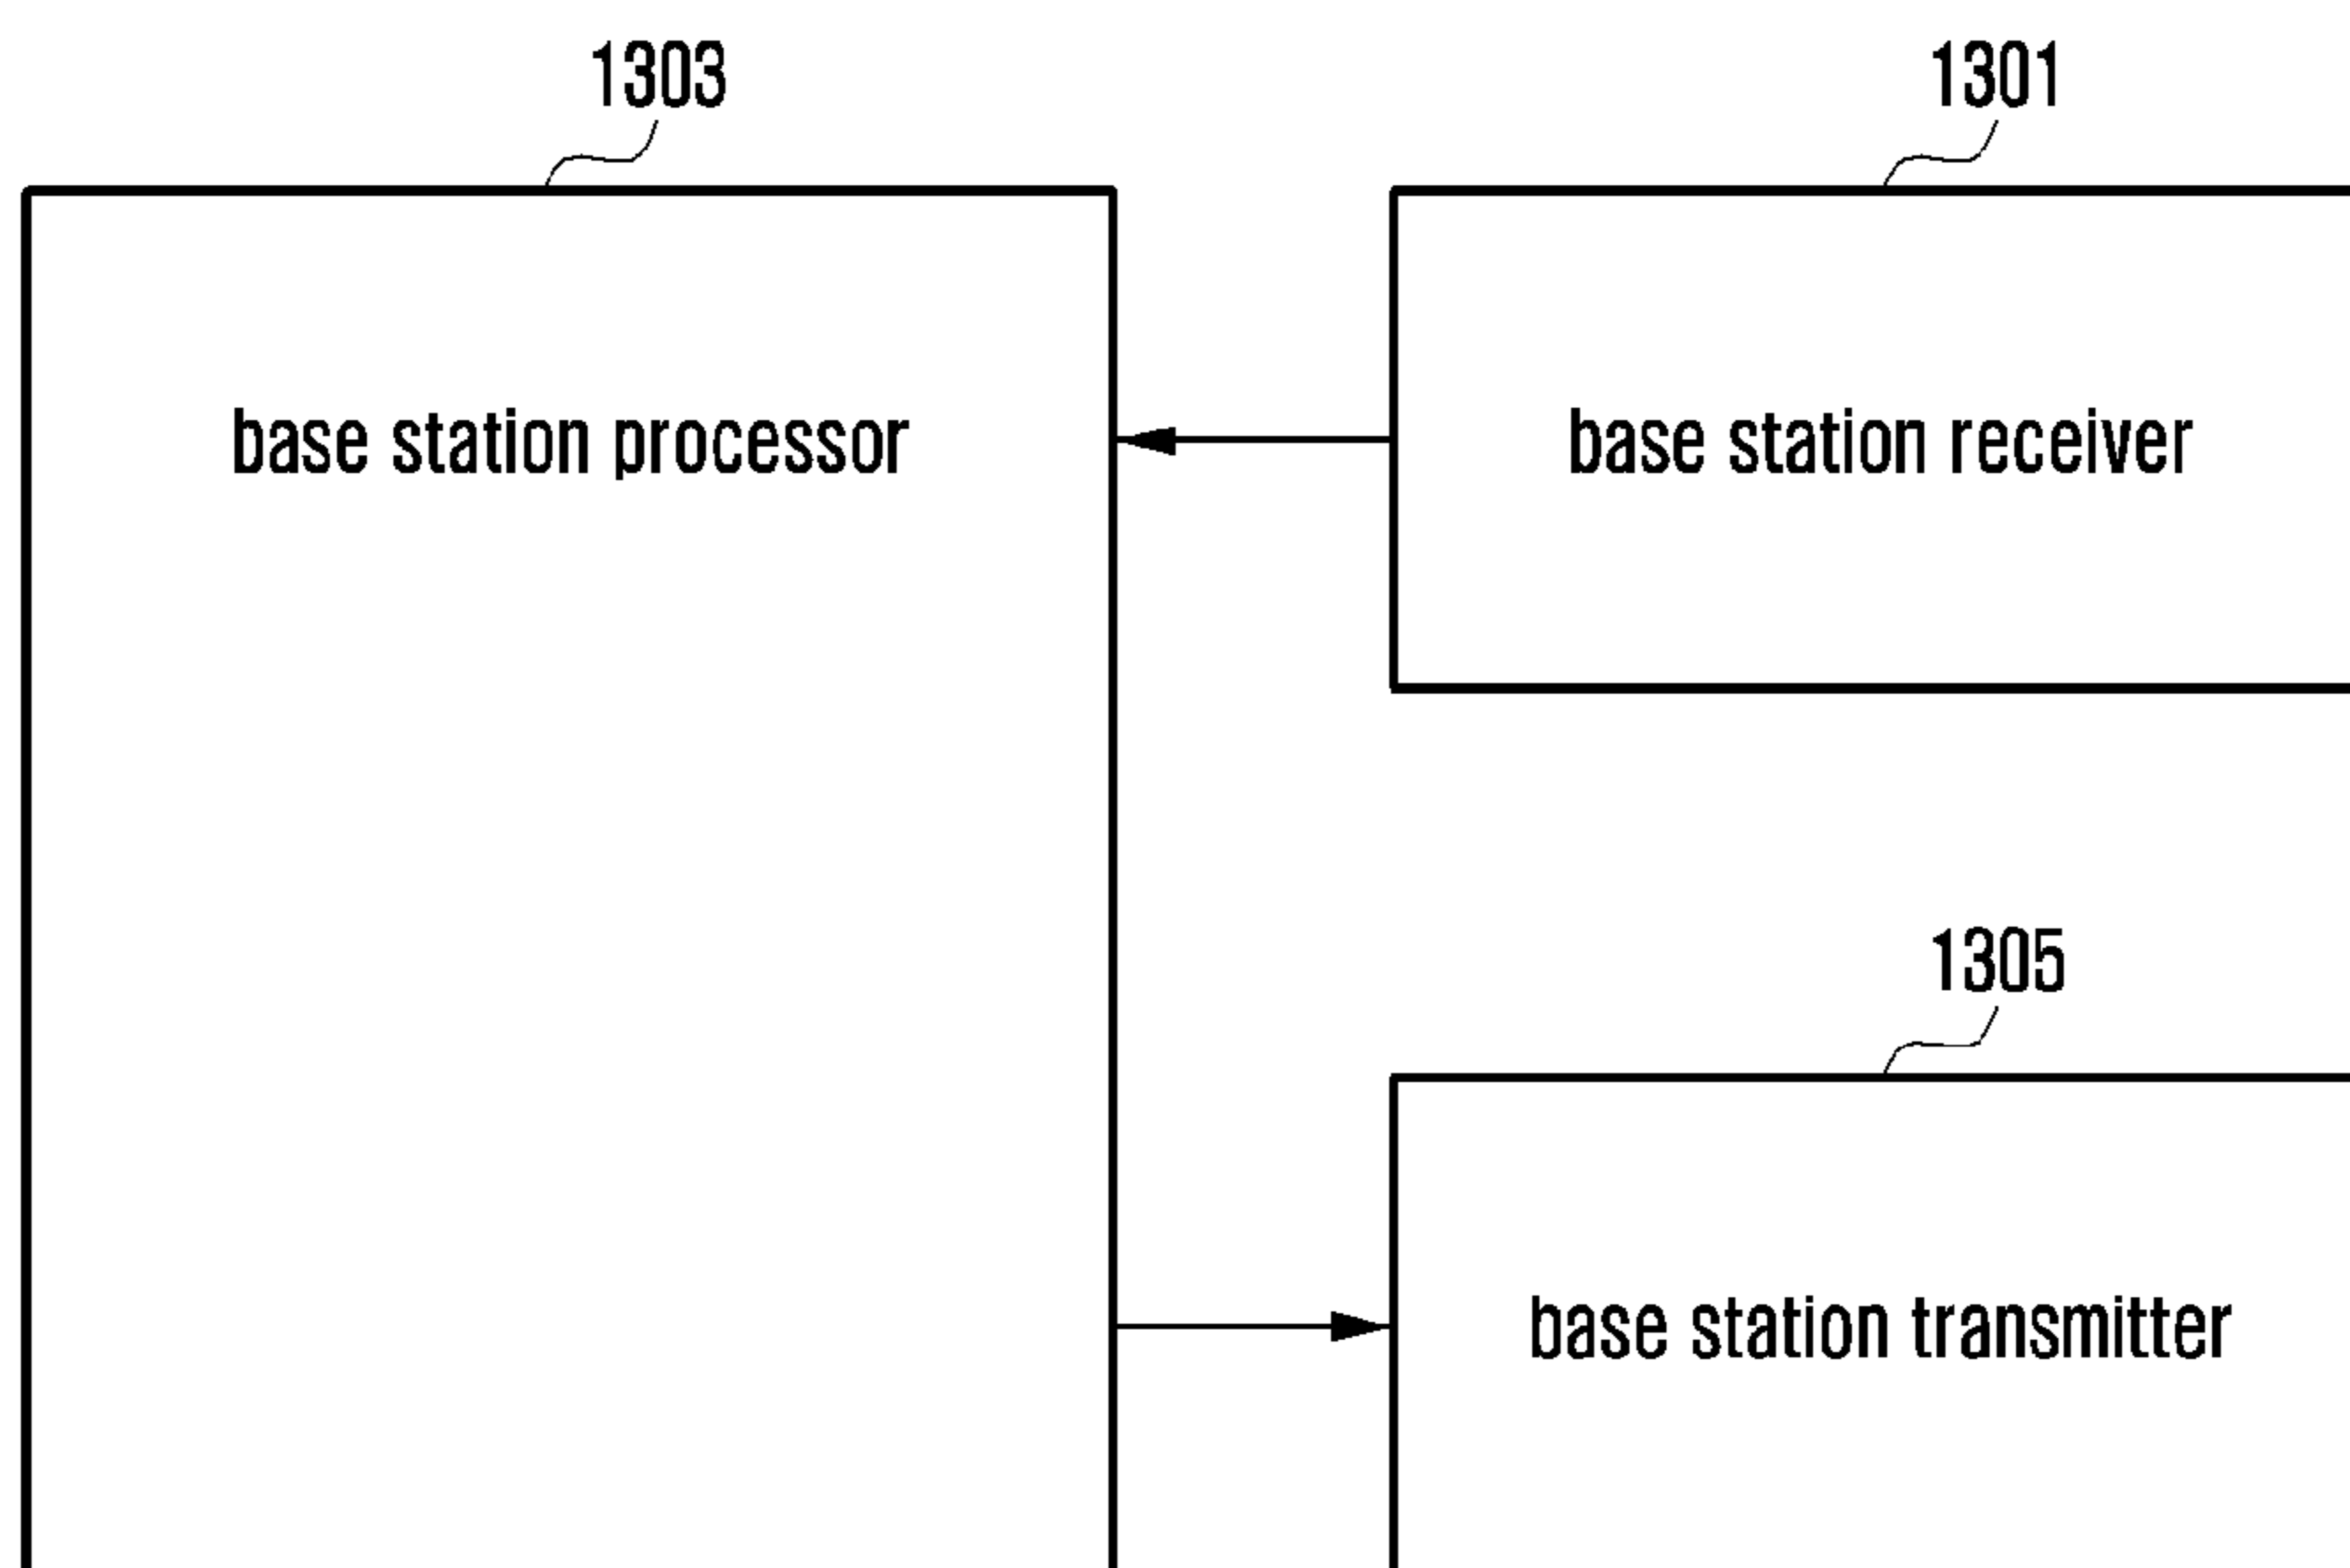 1303
1301
base station processor
base station receiver
1305
base station transmitter